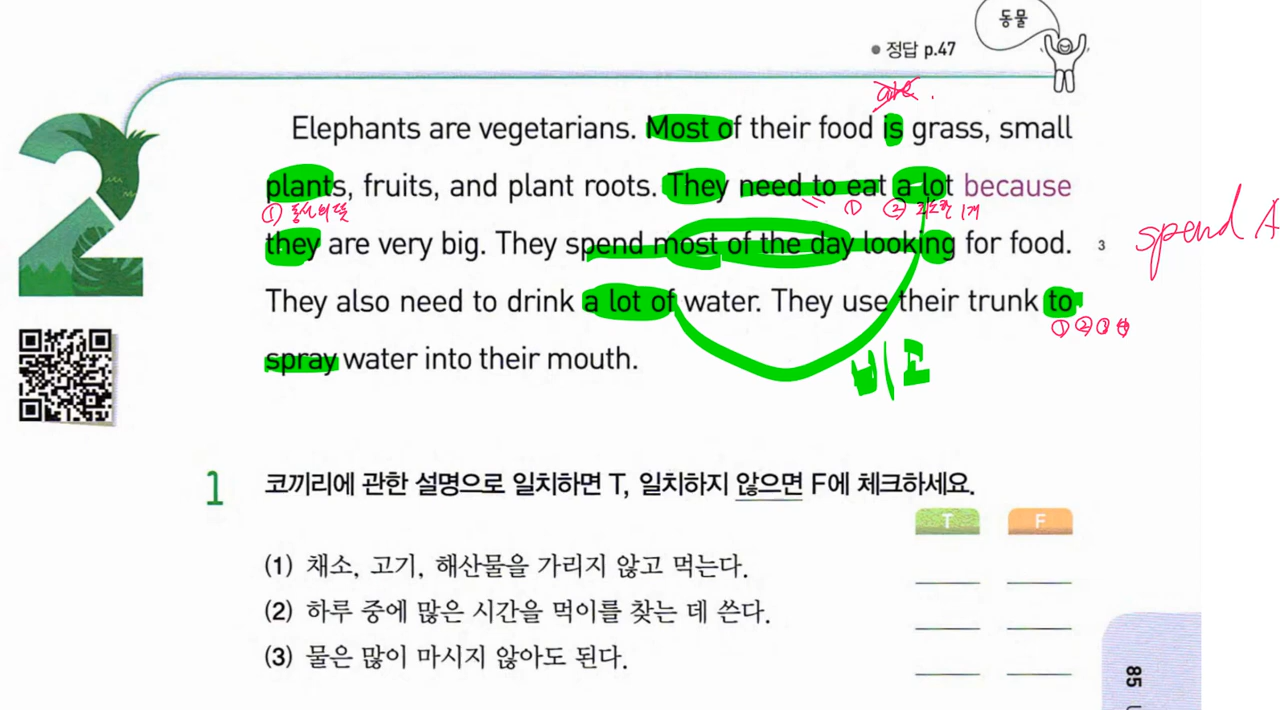 동물
정답 p.47
are.
2
Elephants are vegetarians. Most of their food is grass, small
plants, fruits, and plant roots. They need to eat a lot because
① ②
they are very big. They spend most of the day looking for food.
3
spend A
They also need to drink a lot of water. They use their trunk to
① ② ③ ④
spray water into their mouth.
비교
1 코끼리에 관한 설명으로 일치하면 T, 일치하지 않으면 F에 체크하세요.
T F
(1) 채소, 고기, 해산물을 가리지 않고 먹는다.
(2) 하루 중에 많은 시간을 먹이를 찾는 데 쓴다.
(3) 물은 많이 마시지 않아도 된다.
85